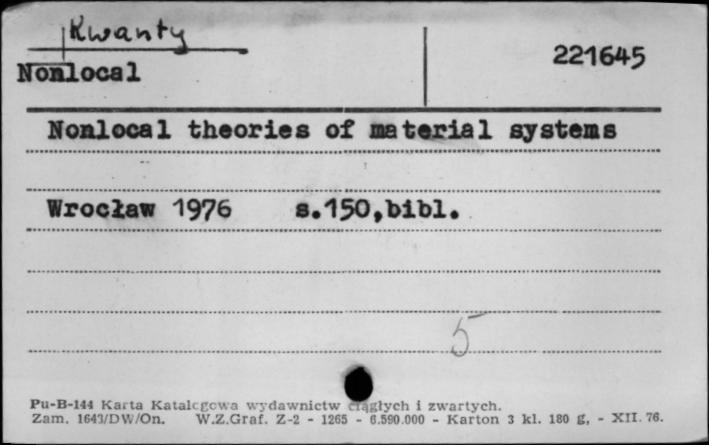 Kwanty
Nonlocal 221645
Nonlocal theories of material systems
Wrocław 1976 s.150,bibl.
5
Pu-B-144 Karta Katalogowa wydawnictw ciągłych i zwartych.
Zam. 1643/DW/On. W.Z.Graf. Z-2 - 1265 - 6.590.000 - Karton 3 kl. 180 g, - XII. 76.